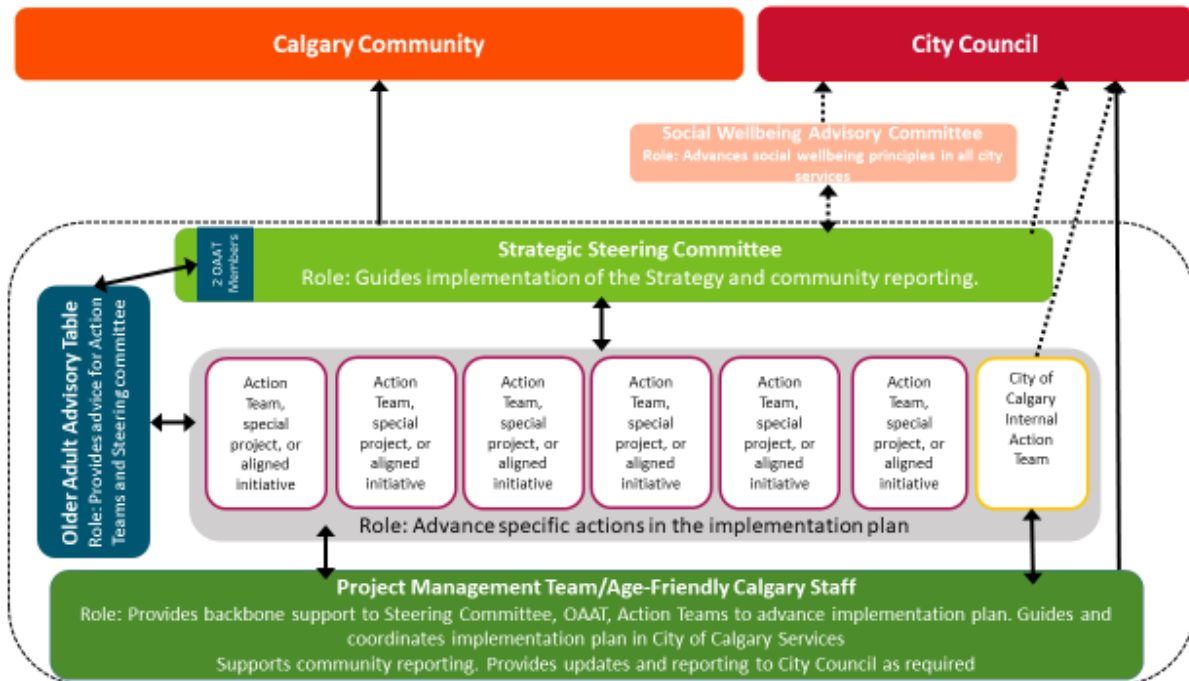 Calgary Community
City Council
Social Wellbeing Advisory Committee
Role: Advances social wellbeing principles in all city
services
Strategic Steering Committee
Role: Guides implementation of the Strategy and community reporting.
2 OAAT
Members
Older Adult Advisory Table
Role: Provides advice for Action
Teams and Steering committee
Action
Team,
special
project, or
aligned
initiative
Action
Team,
special
project, or
aligned
initiative
Action
Team,
special
project, or
aligned
initiative
Action
Team,
special
project, or
aligned
initiative
Action
Team,
special
project, or
aligned
initiative
Action
Team,
special
project, or
aligned
initiative
City of
Calgary
Internal
Action
Team
Role: Advance specific actions in the implementation plan
Project Management Team/Age-Friendly Calgary Staff
Role: Provides backbone support to Steering Committee, OAAT, Action Teams to advance implementation plan. Guides and
coordinates implementation plan in City of Calgary Services
Supports community reporting. Provides updates and reporting to City Council as required